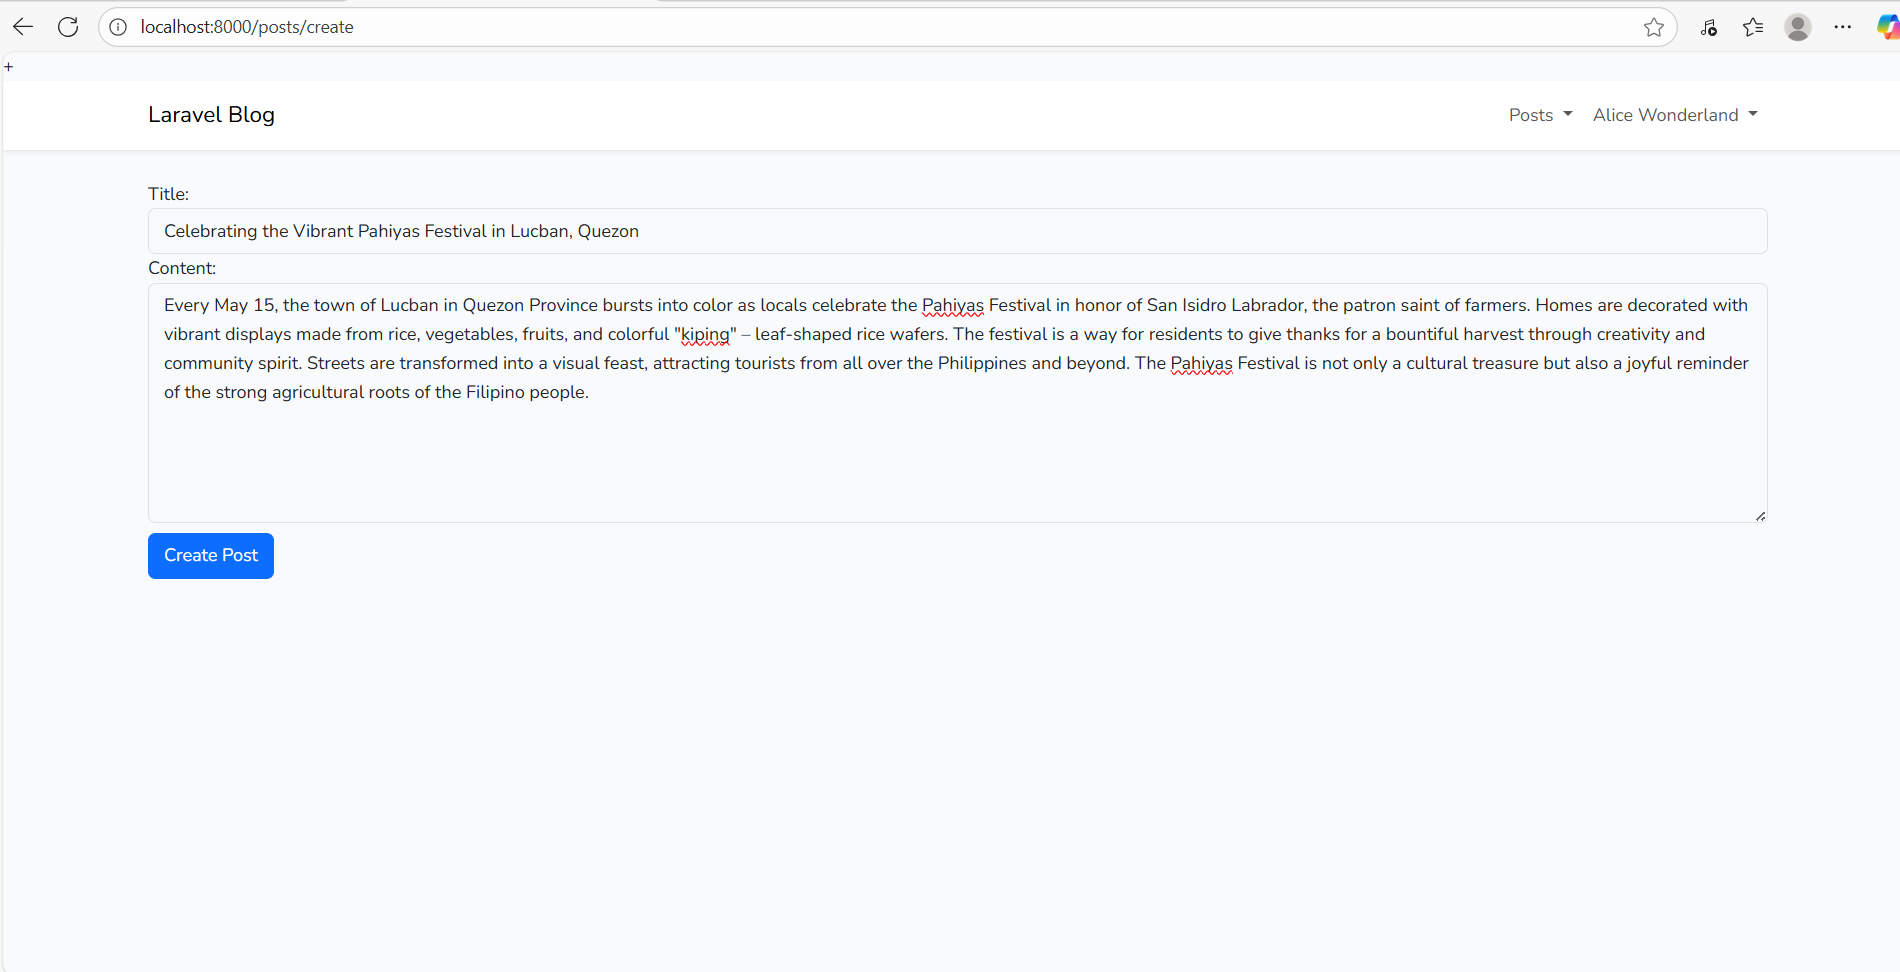 localhost:8000/posts/create
+
Laravel Blog
Posts
Alice Wonderland
Title:
Celebrating the Vibrant Pahiyas Festival in Lucban, Quezon
Content:
Every May 15, the town of Lucban in Quezon Province bursts into color as locals celebrate the Pahiyas Festival in honor of San Isidro Labrador, the patron saint of farmers. Homes are decorated with
vibrant displays made from rice, vegetables, fruits, and colorful "kiping" – leaf-shaped rice wafers. The festival is a way for residents to give thanks for a bountiful harvest through creativity and
community spirit. Streets are transformed into a visual feast, attracting tourists from all over the Philippines and beyond. The Pahiyas Festival is not only a cultural treasure but also a joyful reminder
of the strong agricultural roots of the Filipino people.
Create Post